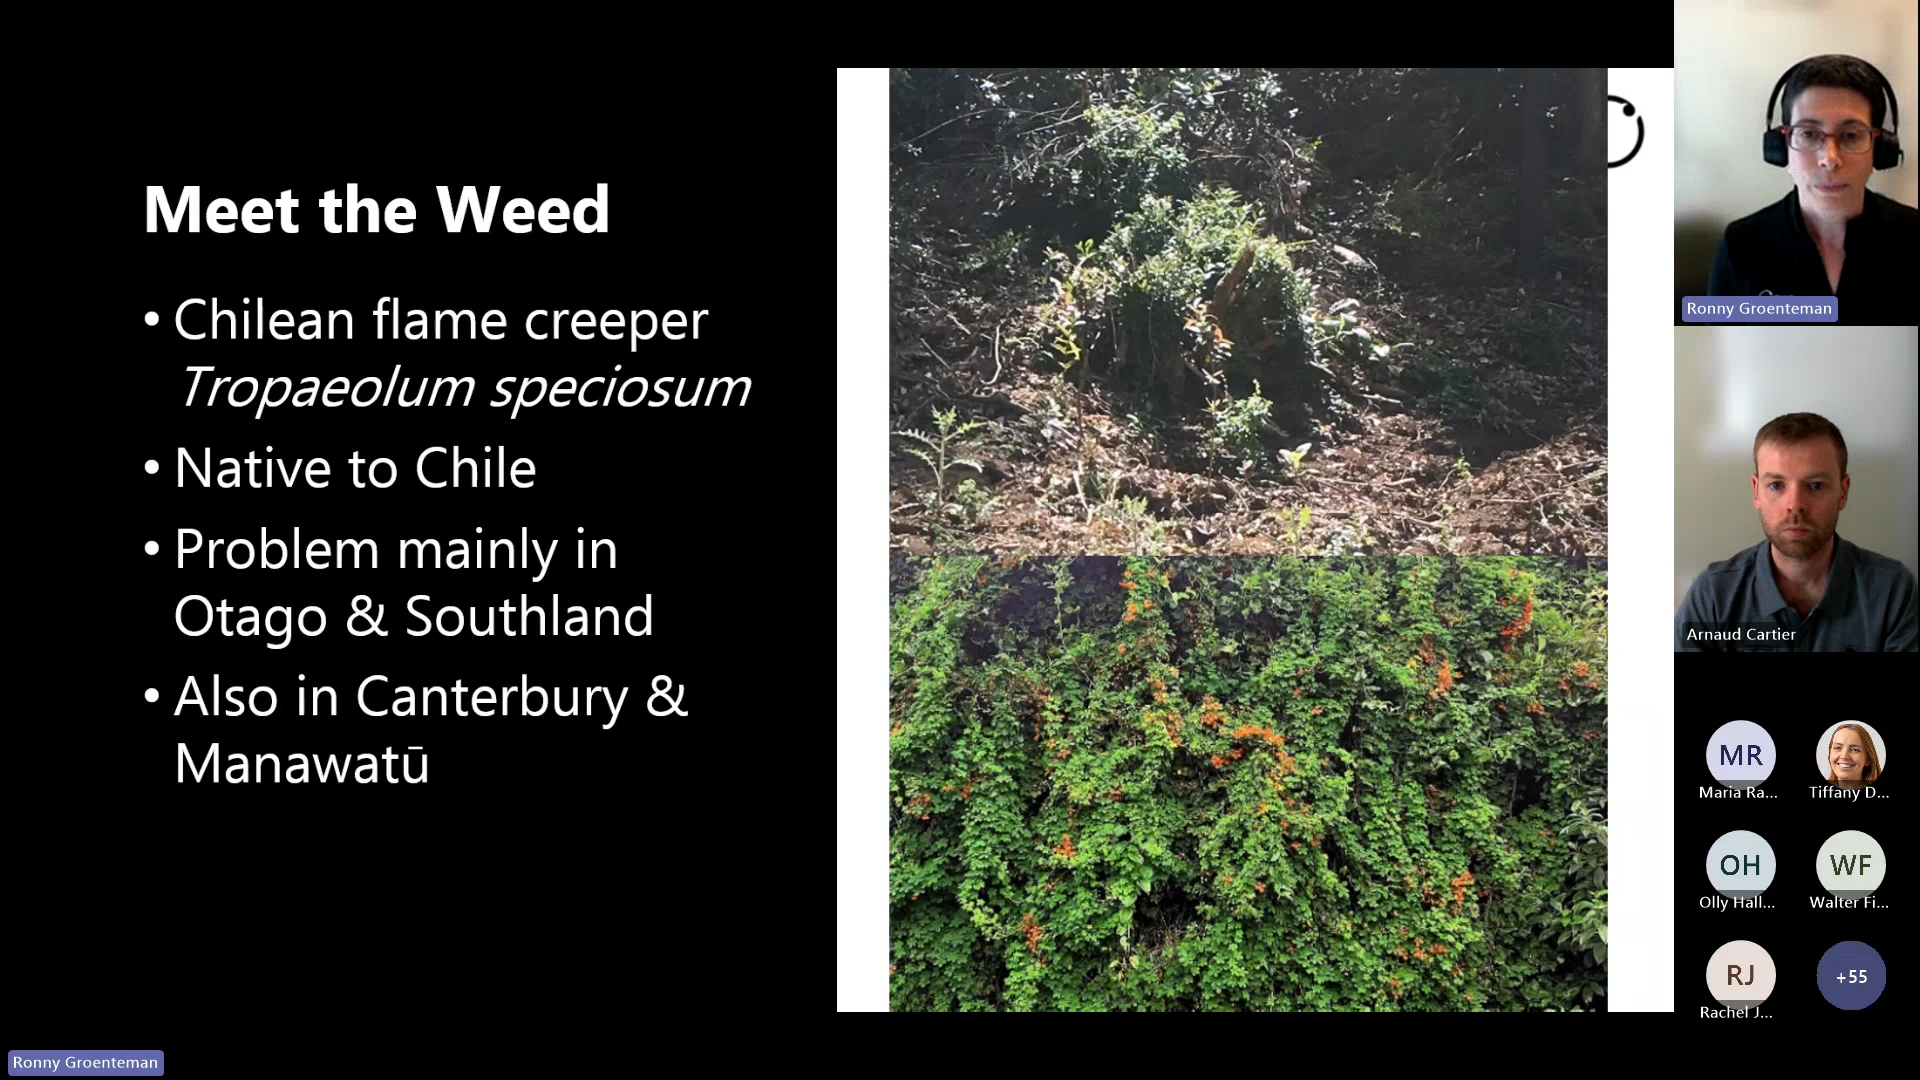 Meet the Weed
• Chilean flame creeper
Tropaeolum speciosum
• Native to Chile
• Problem mainly in
Otago & Southland
• Also in Canterbury &
Manawatū
Ronny Groenteman
Arnaud Cartier
MR
Maria Ra...
Tiffany D...
OH
Olly Hall...
WF
Walter Fi...
RJ
Rachel J...
+55
Ronny Groenteman